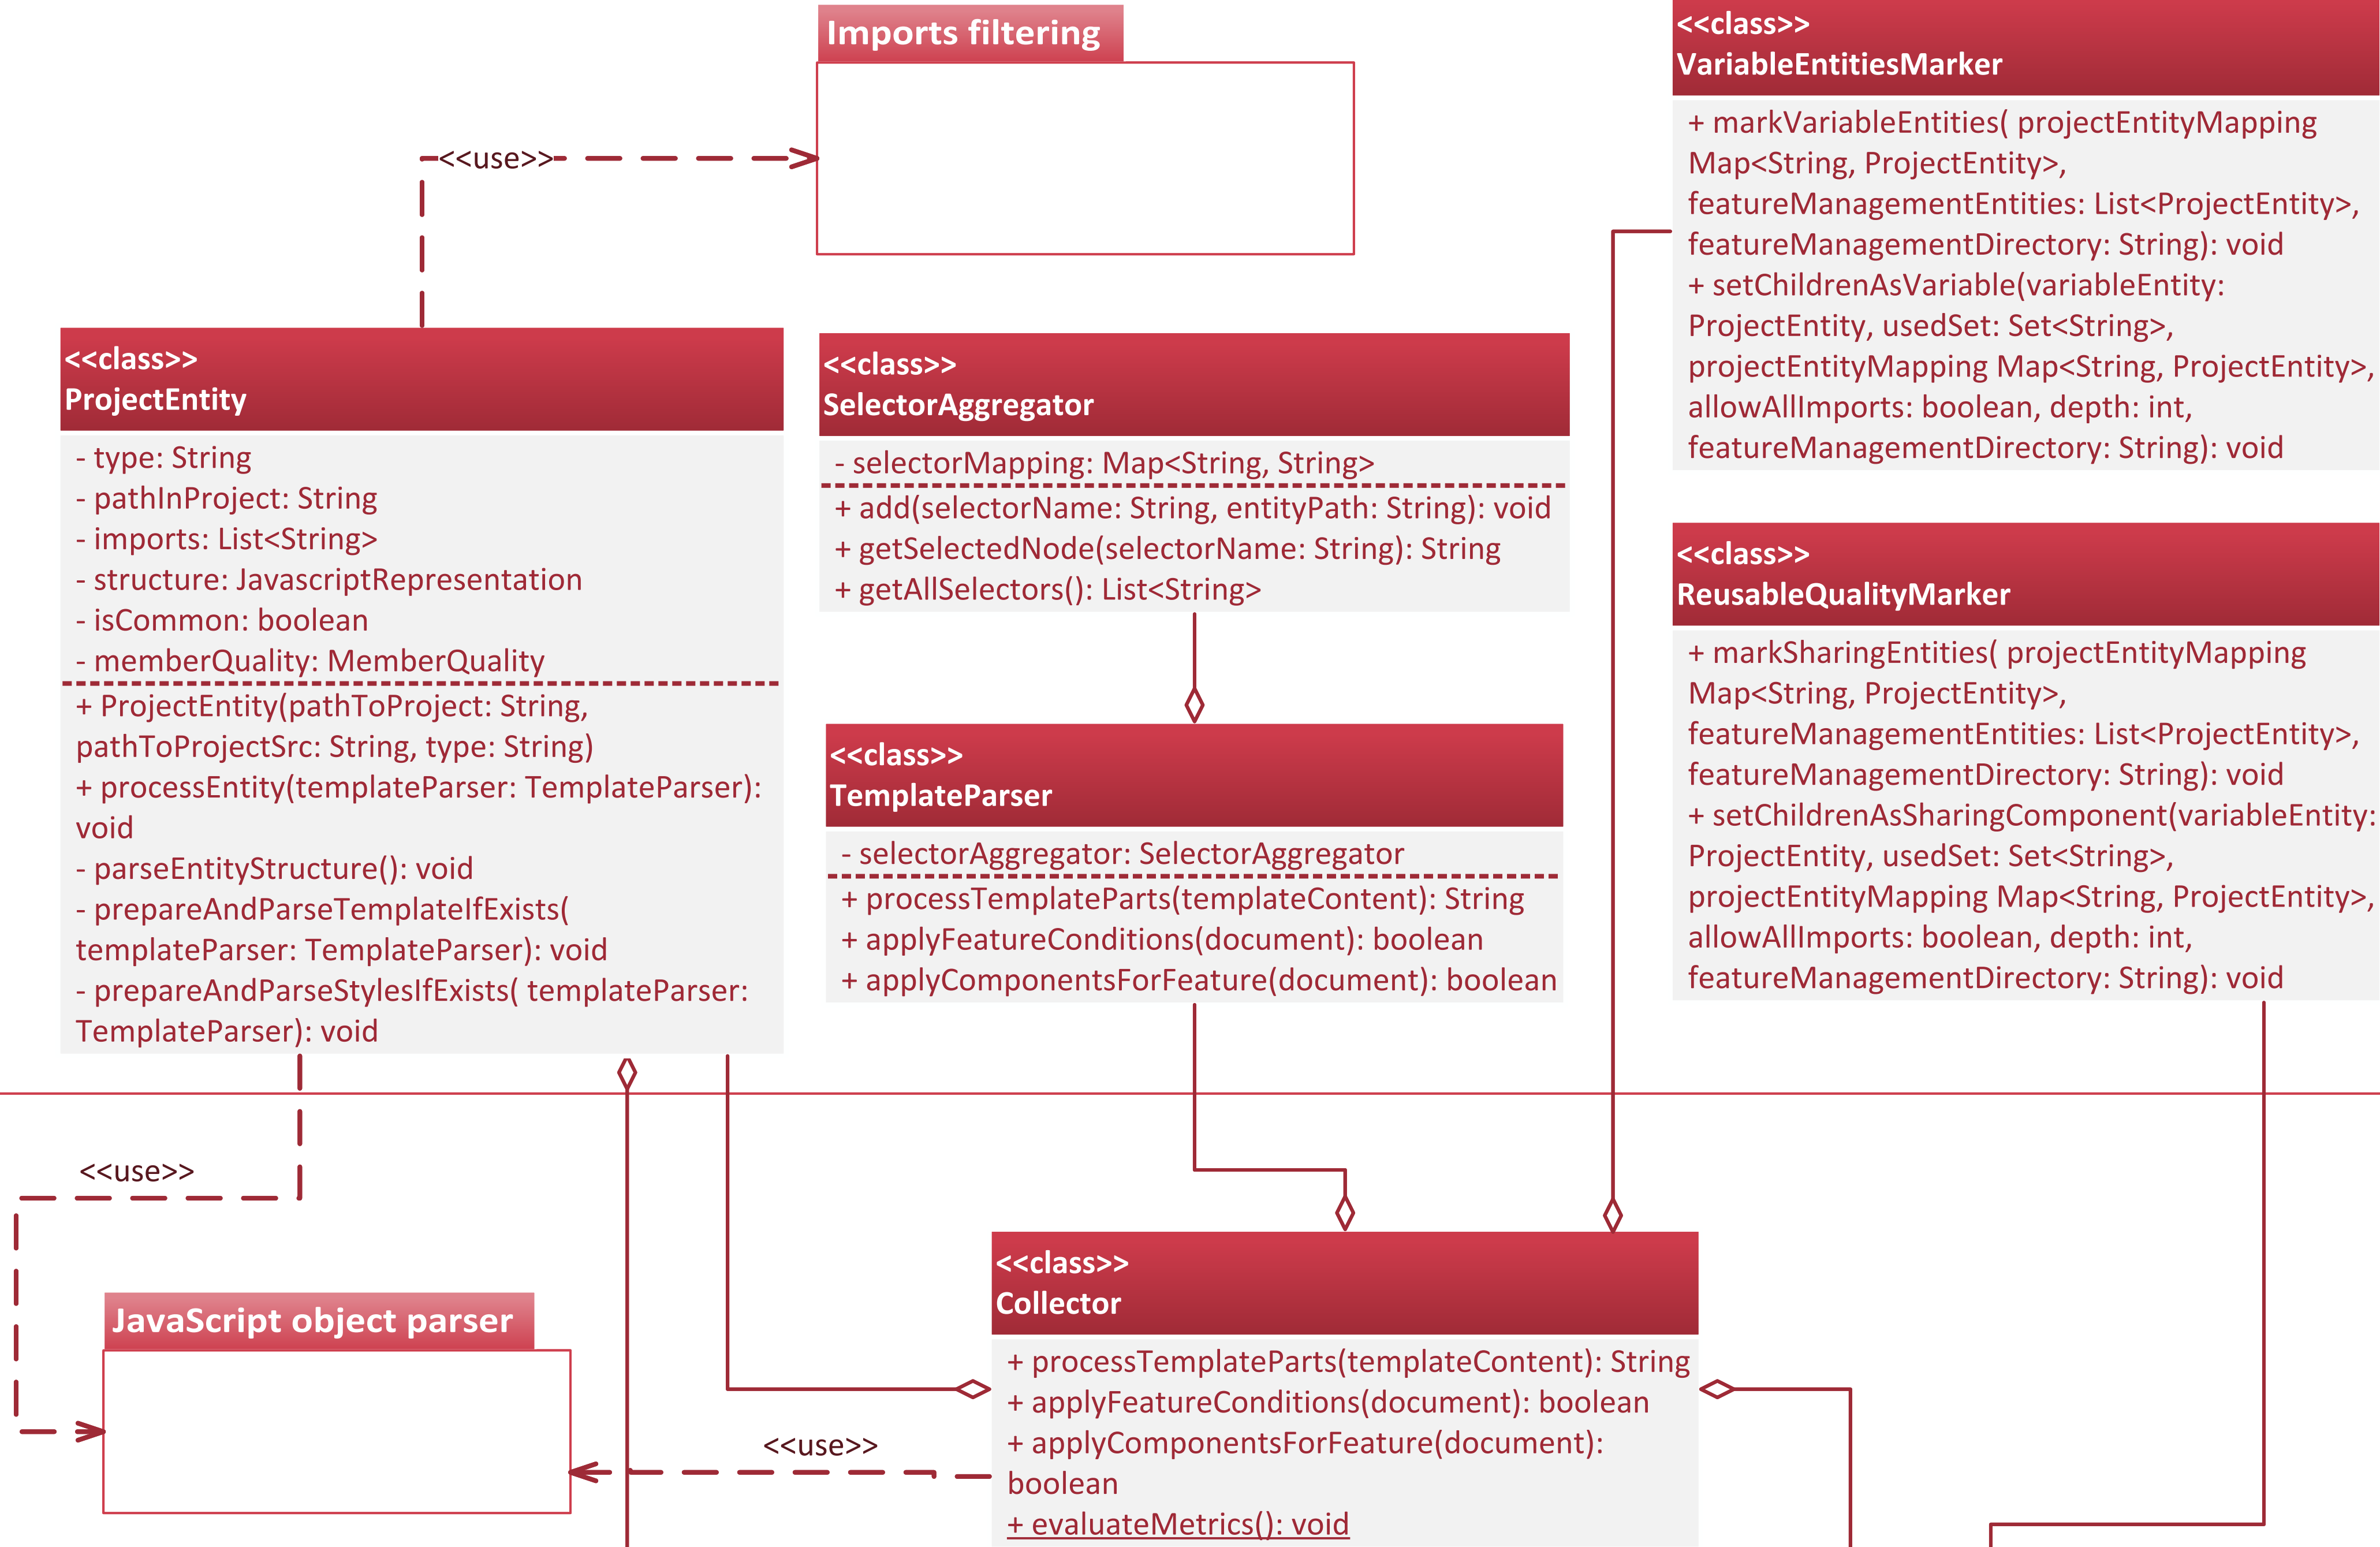 Imports filtering
<<use>>
<<class>>
ProjectEntity
- type: String
- pathInProject: String
- imports: List<String>
- structure: JavascriptRepresentation
- isCommon: boolean
- memberQuality: MemberQuality
+ ProjectEntity(pathToProject: String,
pathToProjectSrc: String, type: String)
+ processEntity(templateParser: TemplateParser):
void
- parseEntityStructure(): void
- prepareAndParseTemplateIfExists(
templateParser: TemplateParser): void
- prepareAndParseStylesIfExists( templateParser:
TemplateParser): void
<<class>>
SelectorAggregator
- selectorMapping: Map<String, String>
+ add(selectorName: String, entityPath: String): void
+ getSelectedNode(selectorName: String): String
+ getAllSelectors(): List<String>
<<class>>
TemplateParser
- selectorAggregator: SelectorAggregator
+ processTemplateParts(templateContent): String
+ applyFeatureConditions(document): boolean
+ applyComponentsForFeature(document): boolean
<<class>>
VariableEntitiesMarker
+ markVariableEntities( projectEntityMapping
Map<String, ProjectEntity>,
featureManagementEntities: List<ProjectEntity>,
featureManagementDirectory: String): void
+ setChildrenAsVariable(variableEntity:
ProjectEntity, usedSet: Set<String>,
projectEntityMapping Map<String, ProjectEntity>,
allowAllImports: boolean, depth: int,
featureManagementDirectory: String): void
<<class>>
ReusableQualityMarker
+ markSharingEntities( projectEntityMapping
Map<String, ProjectEntity>,
featureManagementEntities: List<ProjectEntity>,
featureManagementDirectory: String): void
+ setChildrenAsSharingComponent(variableEntity:
ProjectEntity, usedSet: Set<String>,
projectEntityMapping Map<String, ProjectEntity>,
allowAllImports: boolean, depth: int,
featureManagementDirectory: String): void
<<use>>
JavaScript object parser
<<use>>
<<class>>
Collector
+ processTemplateParts(templateContent): String
+ applyFeatureConditions(document): boolean
+ applyComponentsForFeature(document):
boolean
+ evaluateMetrics(): void